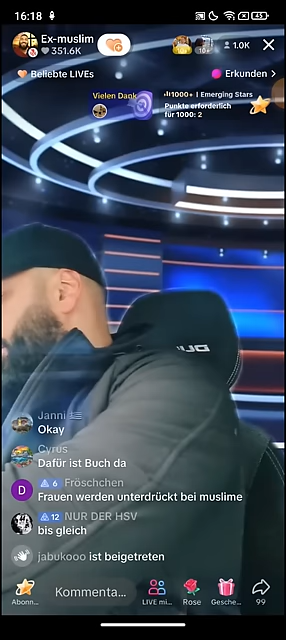 16:18
45
Ex-muslim
351.6K
10+
1.0K
Beliebte LIVEs
Erkunden
Vielen Dank
1000+ | Emerging Stars
Punkte erforderlich
für 1000: 2
Janni
Okay
Cyrus
Dafür ist Buch da
D
6 Fröschchen
Frauen werden unterdrückt bei muslime
12 NUR DER HSV
bis gleich
jabukooo ist beigetreten
Abonn...
Kommenta...
LIVE mi...
Rose
Gesche...
99